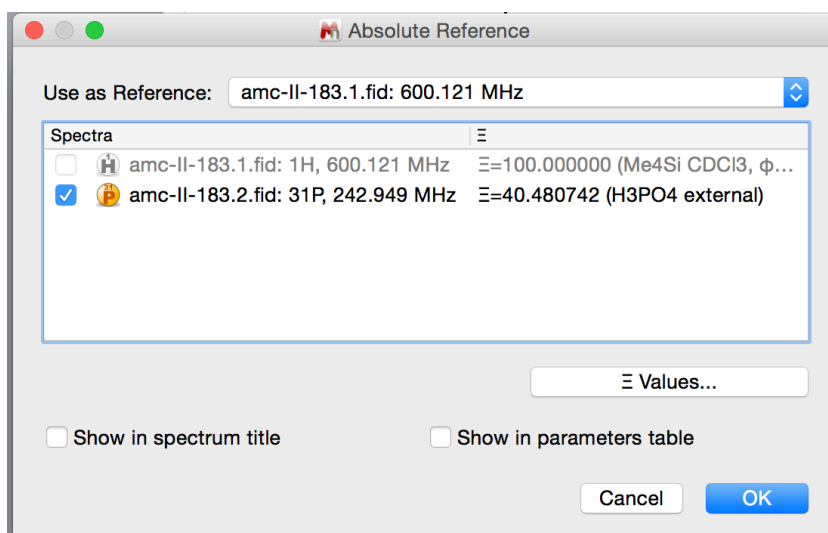 Absolute Reference
Use as Reference: amc-II-183.1.fid: 600.121 MHz
Spectra Ξ
H amc-II-183.1.fid: 1H, 600.121 MHz Ξ=100.000000 (Me4Si CDCl3, φ...
31P amc-II-183.2.fid: 31P, 242.949 MHz Ξ=40.480742 (H3PO4 external)
Ξ Values...
Show in spectrum title Show in parameters table
Cancel OK